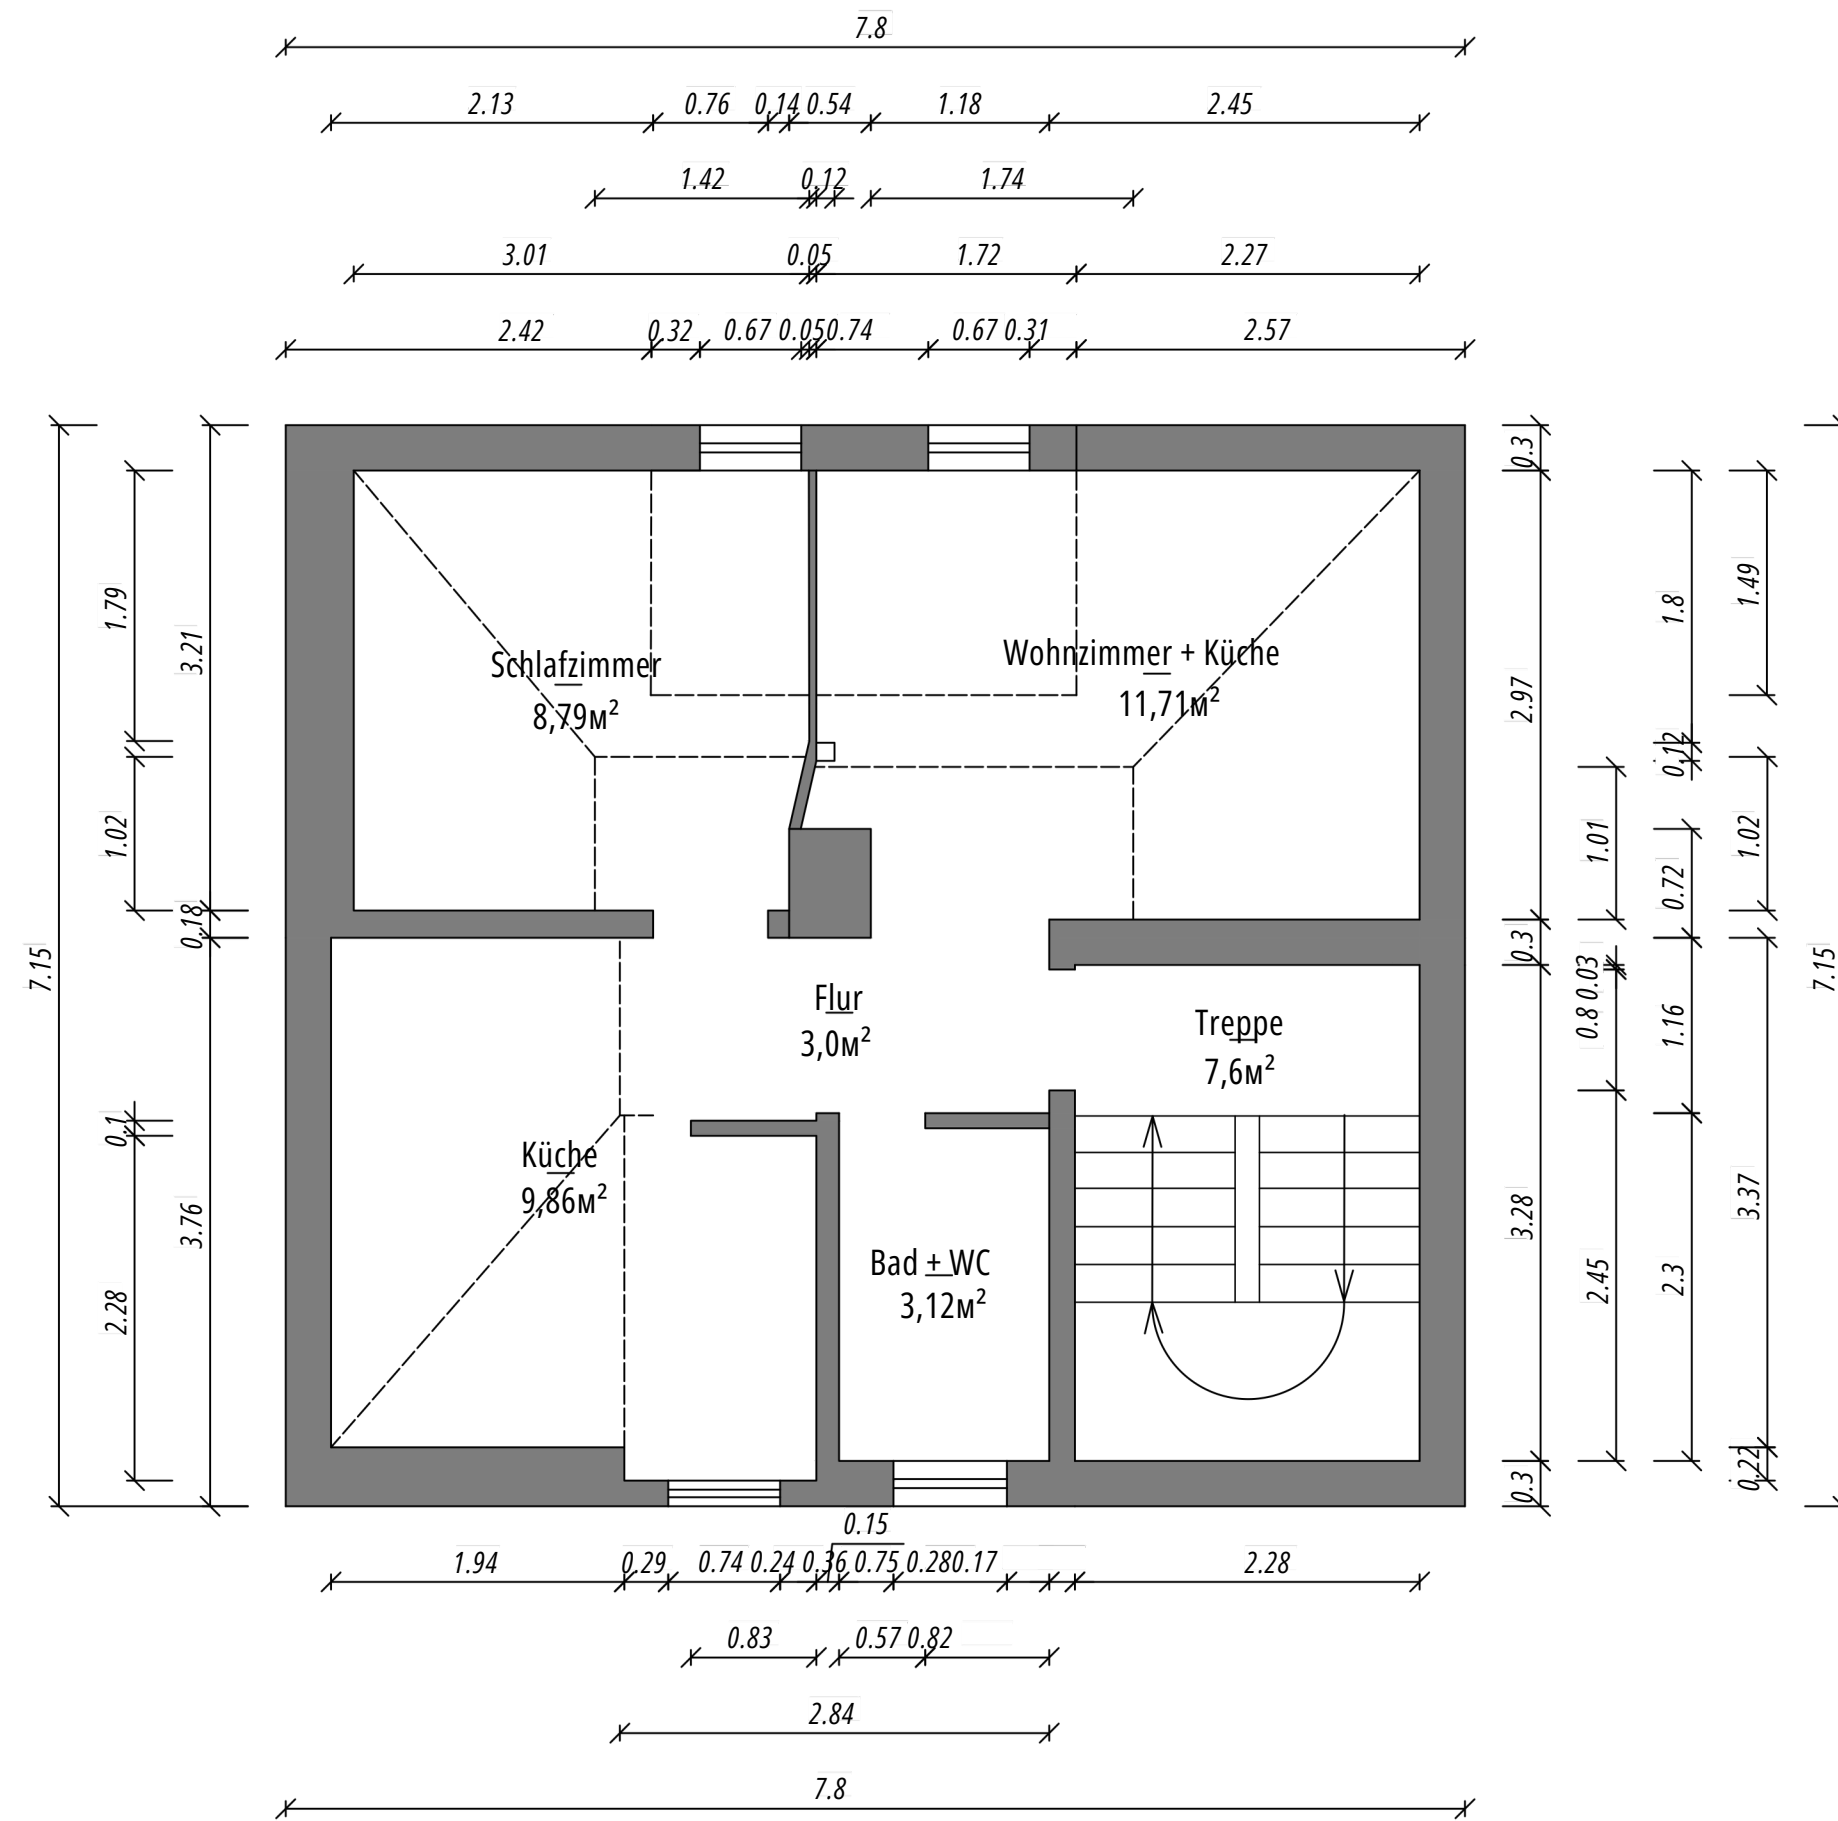 7.8
2.13 0.76 0.14 0.54 1.18 2.45
1.42 0.12 1.74
3.01 0.05 1.72 2.27
2.42 0.32 0.67 0.05 0.74 0.67 0.31 2.57
7.15
1.79
1.02
0.1
2.28
3.21
0.18
3.76
Schlafzimmer
8,79м²
Wohnzimmer + Küche
11,71м²
Flur
3,0м²
Treppe
7,6м²
Küche
9,86м²
Bad + WC
3,12м²
0.3
2.97
0.3
3.28
0.3
1.01
0.8 0.03
2.45
1.8
0.12
0.72
1.16
2.3
1.49
1.02
3.37
0.22
7.15
0.15
1.94 0.29 0.74 0.24 0.36 0.75 0.28 0.17 2.28
0.83 0.57 0.82
2.84
7.8